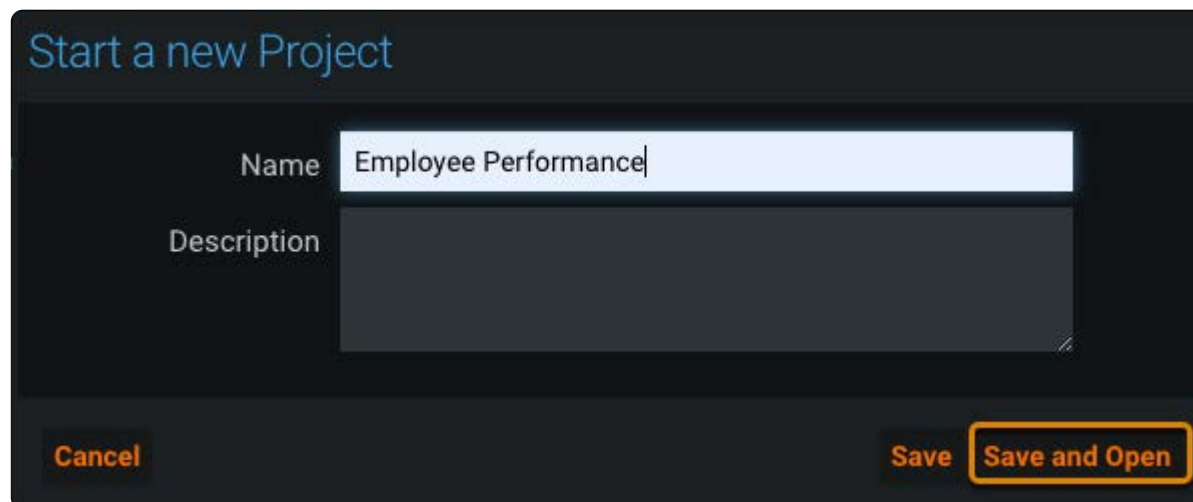 Start a new Project
Name
Employee Performance
Description
Cancel
Save
Save and Open